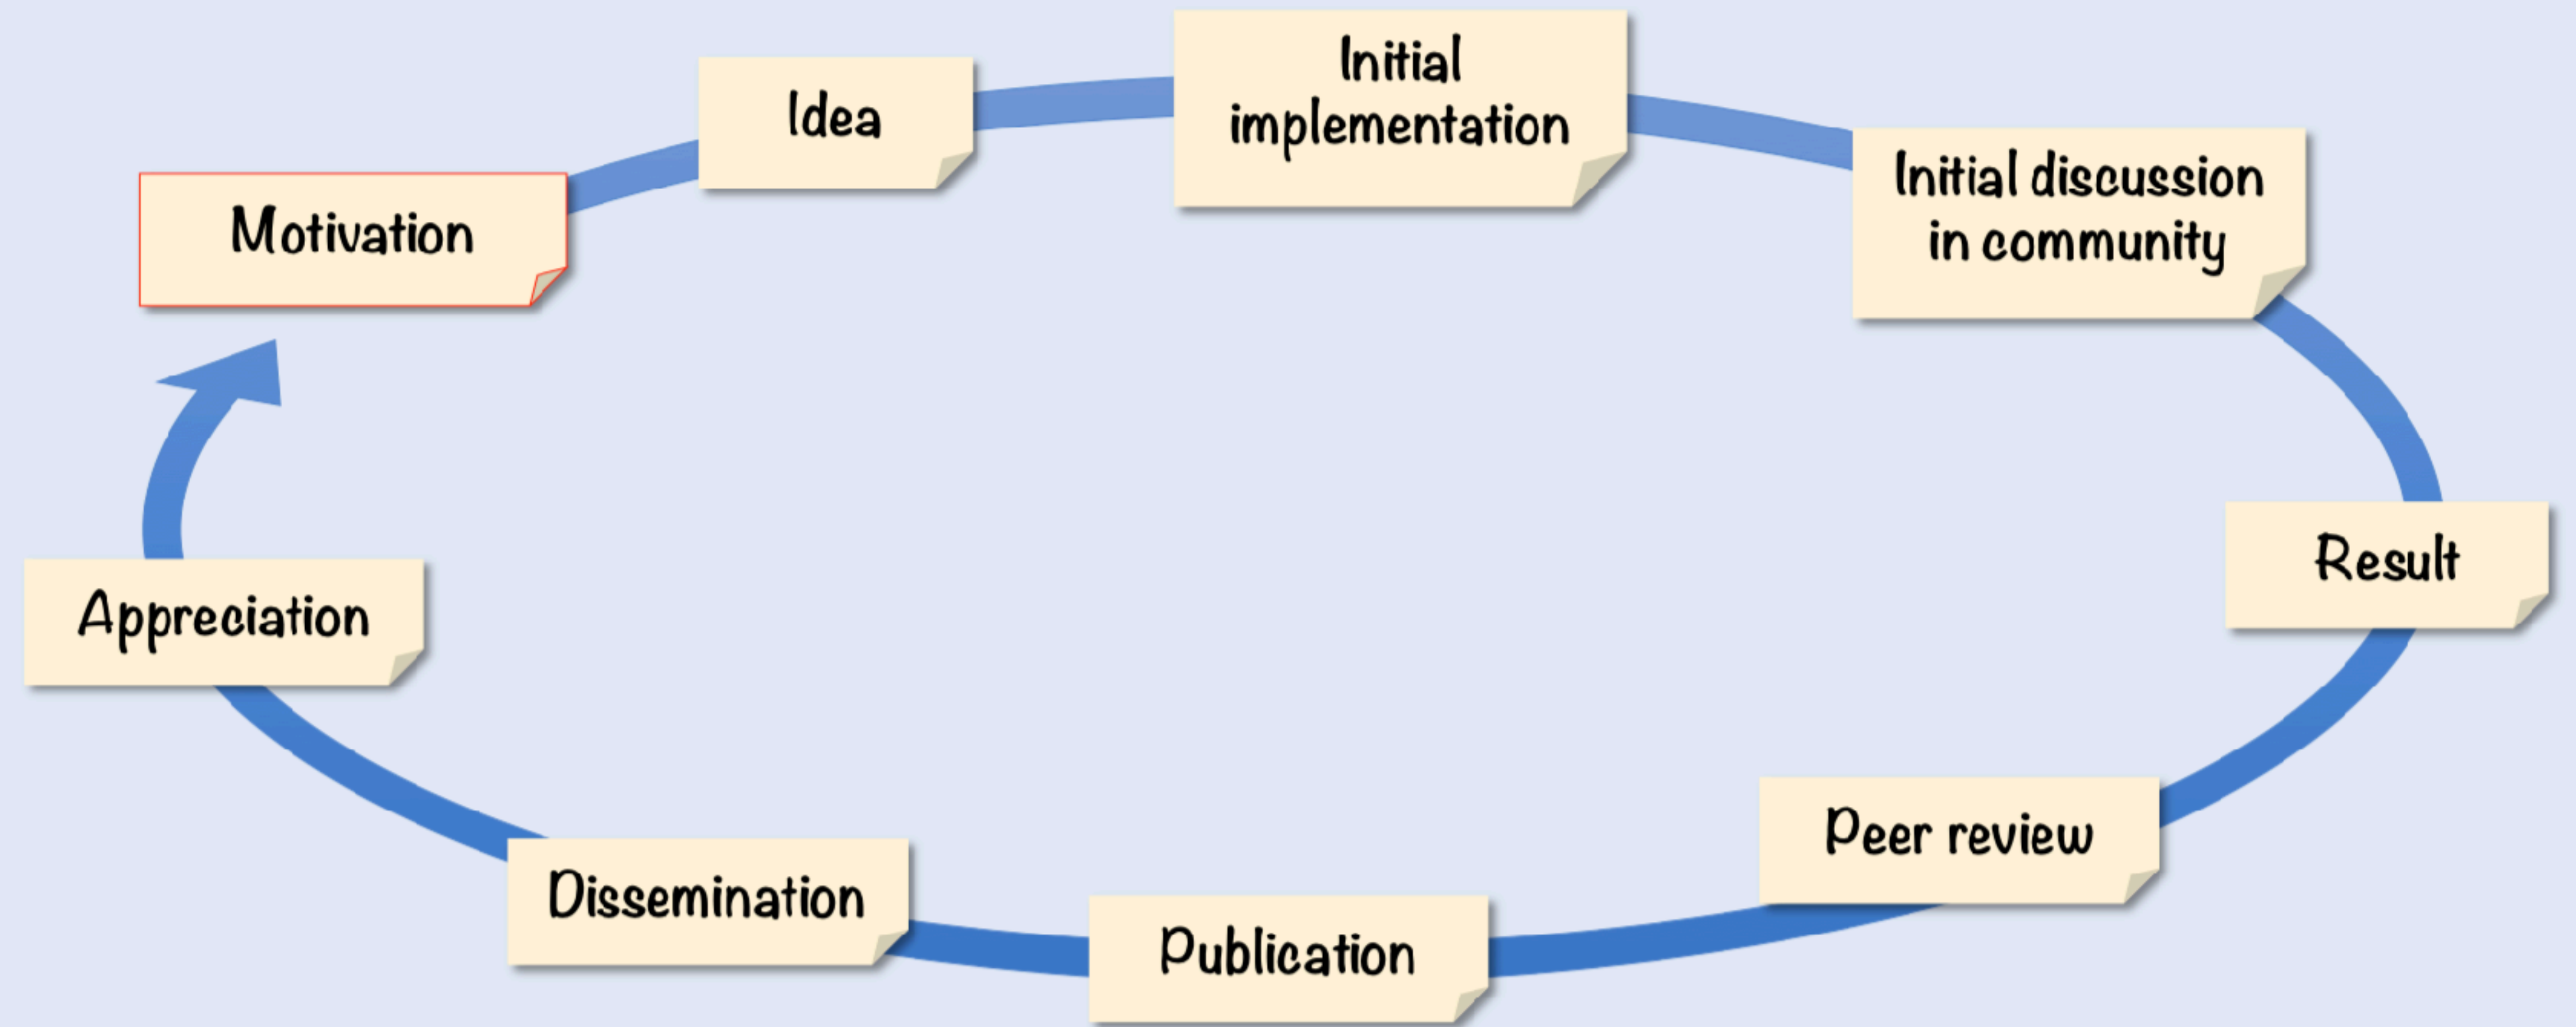 Motivation
Idea
Initial
implementation
Initial discussion
in community
Result
Peer review
Publication
Dissemination
Appreciation